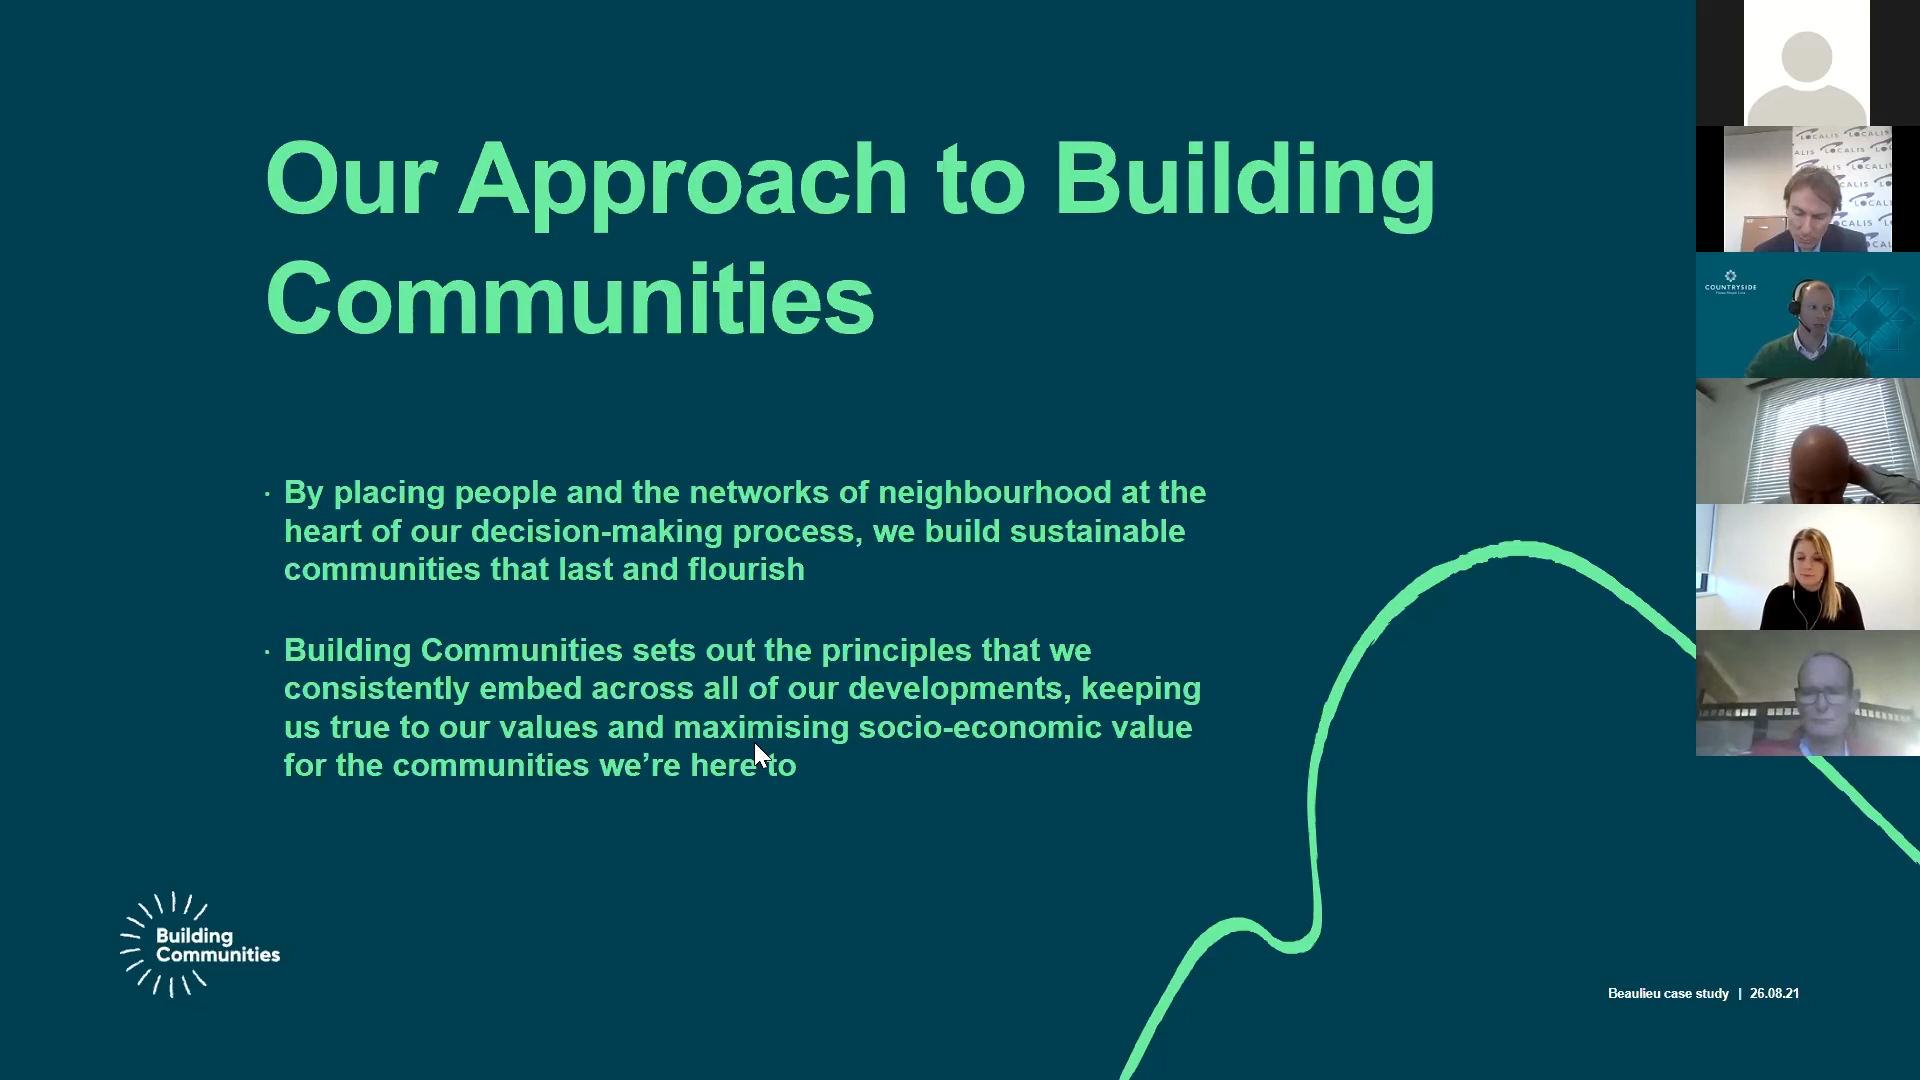 Our Approach to Building
Communities
· By placing people and the networks of neighbourhood at the
heart of our decision-making process, we build sustainable
communities that last and flourish
· Building Communities sets out the principles that we
consistently embed across all of our developments, keeping
us true to our values and maximising socio-economic value
for the communities we’re here to
Building
Communities
Beaulieu case study | 26.08.21
LOCALIS
COUNTRYSIDE